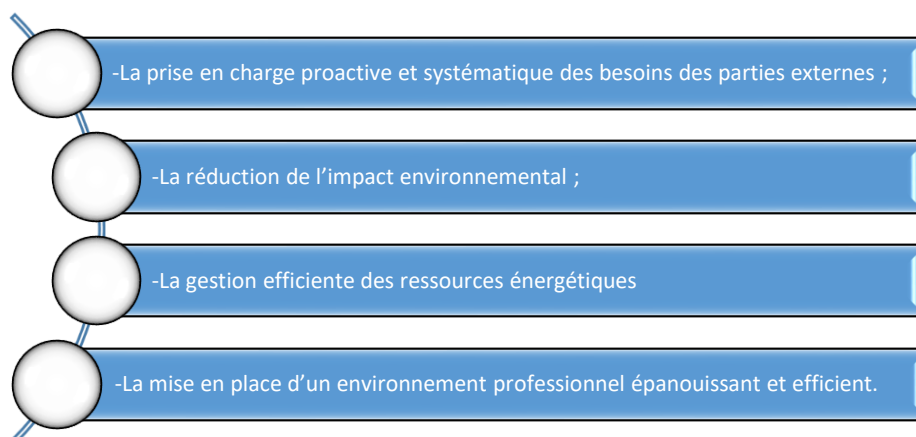 -La prise en charge proactive et systématique des besoins des parties externes ;
-La réduction de l’impact environnemental ;
-La gestion efficiente des ressources énergétiques
-La mise en place d’un environnement professionnel épanouissant et efficient.